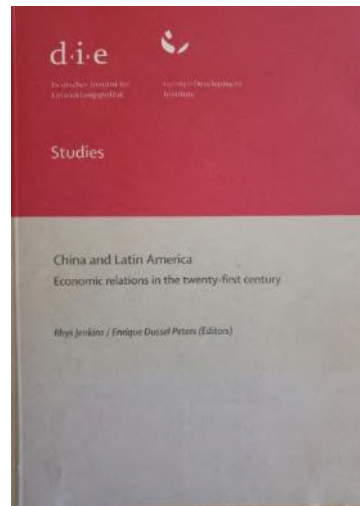 d·i·e
Deutsches Institut für
Entwicklungspolitik
German Development
Institute
Studies
China and Latin America
Economic relations in the twenty-first century
Rhys Jenkins / Enrique Dussel Peters (Editors)